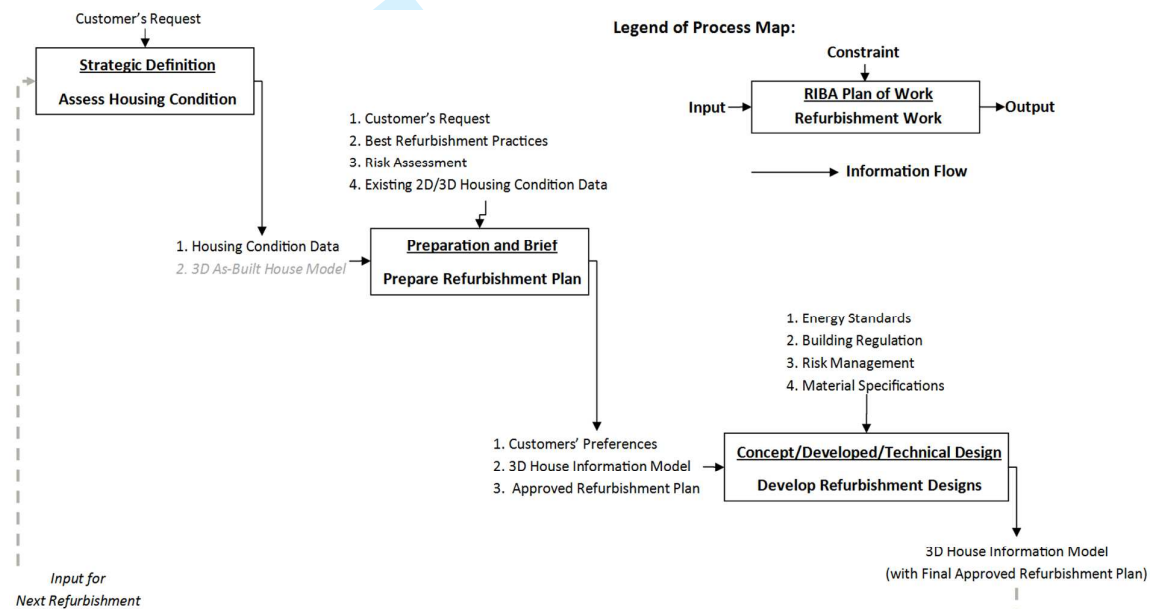 Customer's Request
Legend of Process Map:
Strategic Definition
Assess Housing Condition
Constraint
Input
RIBA Plan of Work
Refurbishment Work
Output
Information Flow
1. Customer's Request
2. Best Refurbishment Practices
3. Risk Assessment
4. Existing 2D/3D Housing Condition Data
1. Housing Condition Data
2. 3D As-Built House Model
Preparation and Brief
Prepare Refurbishment Plan
1. Energy Standards
2. Building Regulation
3. Risk Management
4. Material Specifications
1. Customers' Preferences
2. 3D House Information Model
3. Approved Refurbishment Plan
Concept/Developed/Technical Design
Develop Refurbishment Designs
3D House Information Model
(with Final Approved Refurbishment Plan)
Input for
Next Refurbishment